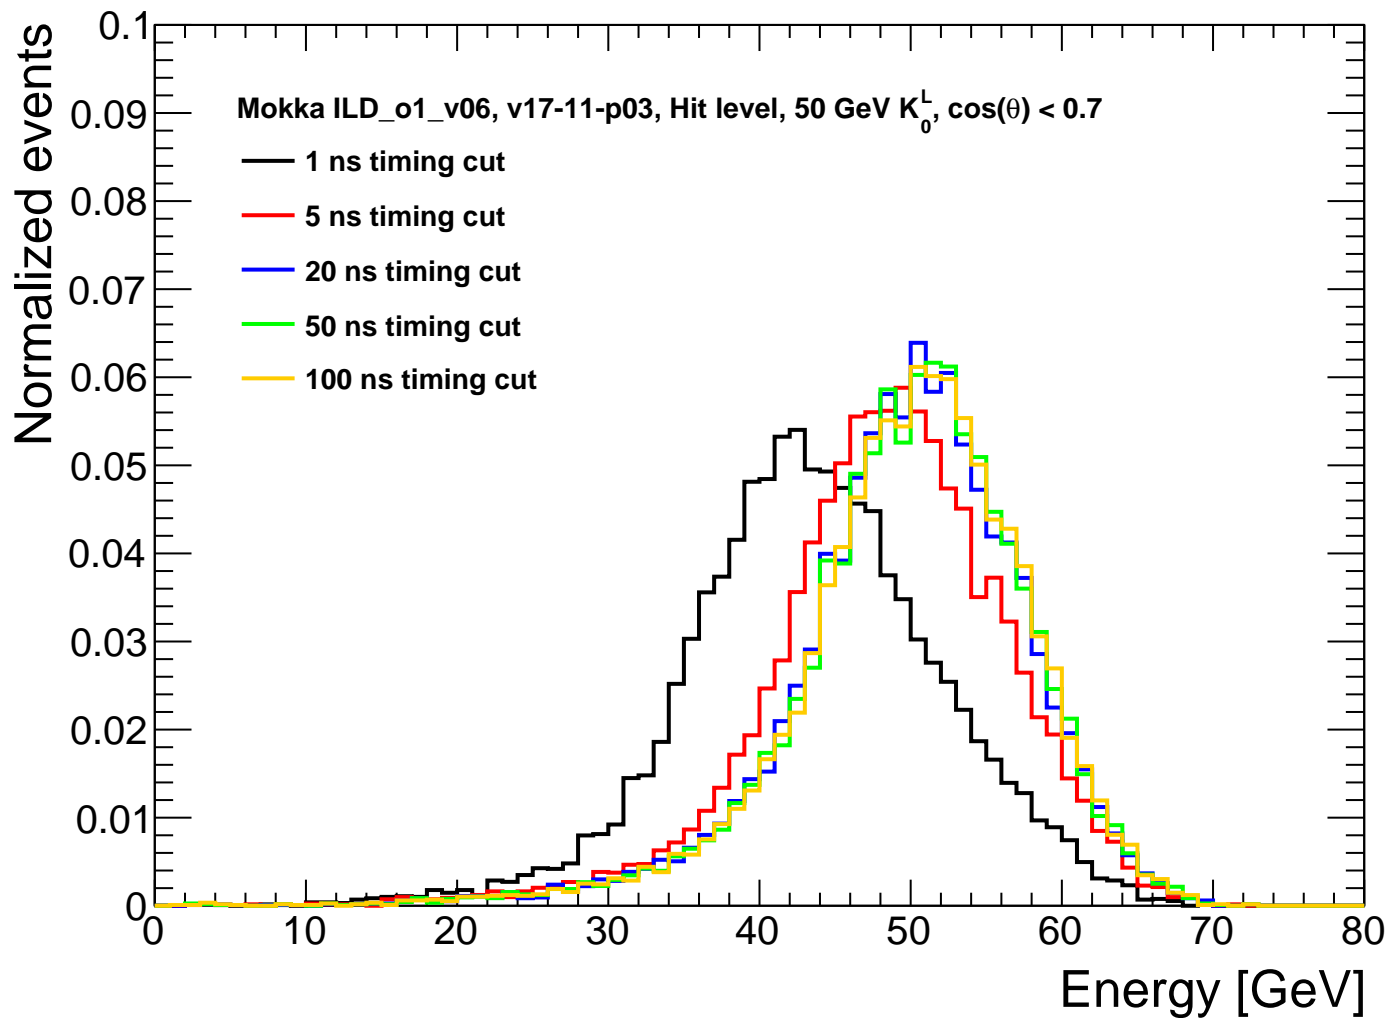 Normalized events
0.1
0.09
0.08
0.07
0.06
0.05
0.04
0.03
0.02
0.01
0
Mokka ILD_o1_v06, v17-11-p03, Hit level, 50 GeV K₀ᴸ, cos(θ) < 0.7
1 ns timing cut
5 ns timing cut
20 ns timing cut
50 ns timing cut
100 ns timing cut
0 10 20 30 40 50 60 70 80
Energy [GeV]